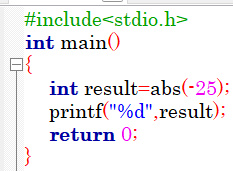 #include<stdio.h>
int main()
{
int result=abs(-25);
printf("%d",result);
return 0;
}